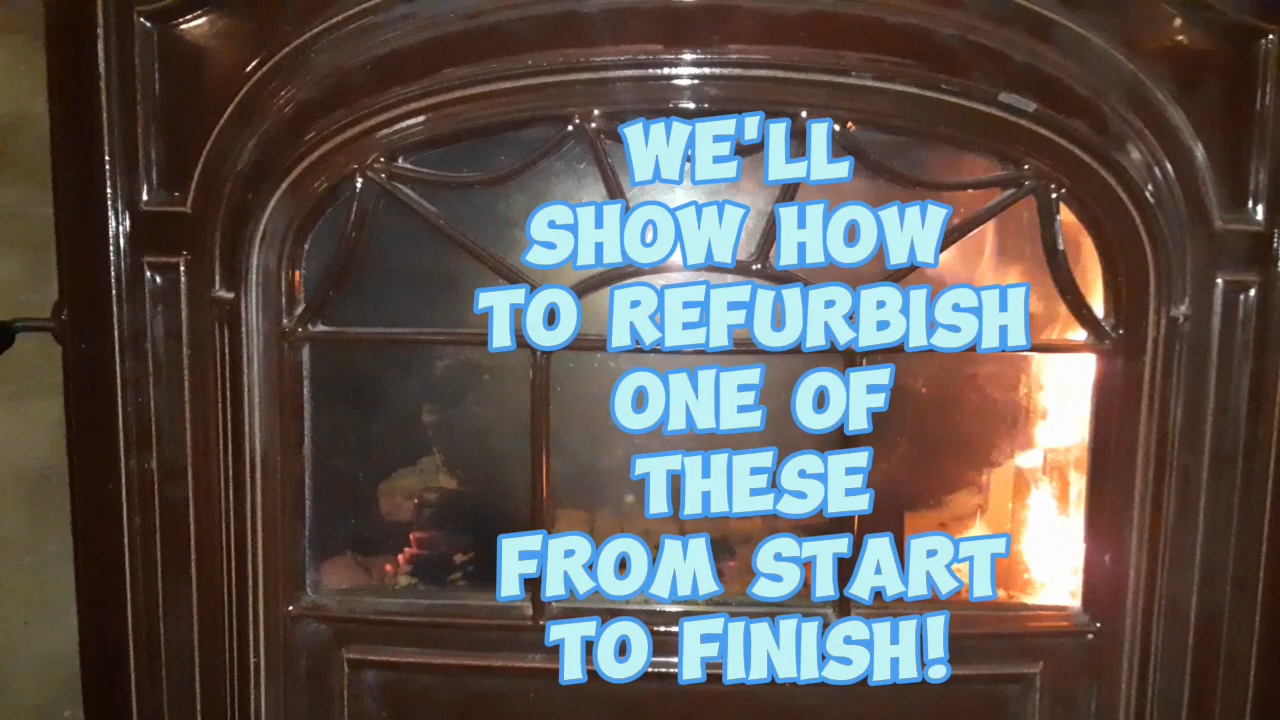 WE'LL
SHOW HOW
TO REFURBISH
ONE OF
THESE
FROM START
TO FINISH!